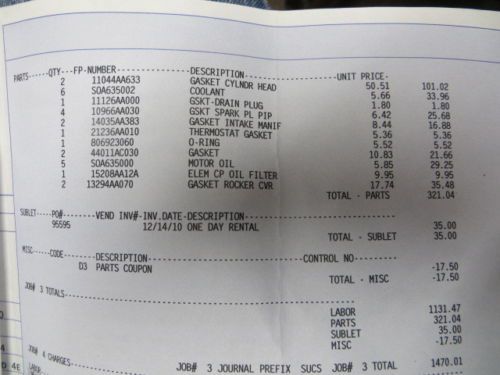 PARTS------QTY---FP-NUMBER---------------DESCRIPTION--------------------UNIT PRICE-
2 11044AA633 GASKET CYLNDR HEAD 50.51 101.02
6 SOA635002 COOLANT 5.66 33.96
1 11126AA000 GSKT-DRAIN PLUG 1.80 1.80
4 10966AA030 GSKT SPARK PL PIP 6.42 25.68
2 14035AA383 GASKET INTAKE MANIF 8.44 16.88
1 21236AA010 THERMOSTAT GASKET 5.36 5.36
1 806923060 O-RING 5.52 5.52
2 44011AC030 GASKET 10.83 21.66
5 SOA635000 MOTOR OIL 5.85 29.25
1 15208AA12A ELEM CP OIL FILTER 9.95 9.95
2 13294AA070 GASKET ROCKER CVR 17.74 35.48
TOTAL - PARTS 321.04
SUBLET----PO#--------VEND INV#-INV.DATE-DESCRIPTION--------------------
95595 12/14/10 ONE DAY RENTAL 35.00
TOTAL - SUBLET 35.00
MISC-----CODE-------DESCRIPTION--------------------CONTROL NO--------
D3 PARTS COUPON -17.50
TOTAL - MISC -17.50
JOB# 3 TOTALS--------------------
LABOR 1131.47
PARTS 321.04
SUBLET 35.00
MISC -17.50
JOB# 3 JOURNAL PREFIX SUCS JOB# 3 TOTAL 1470.01
JOB# 4 CHARGES--------------------
LABOR